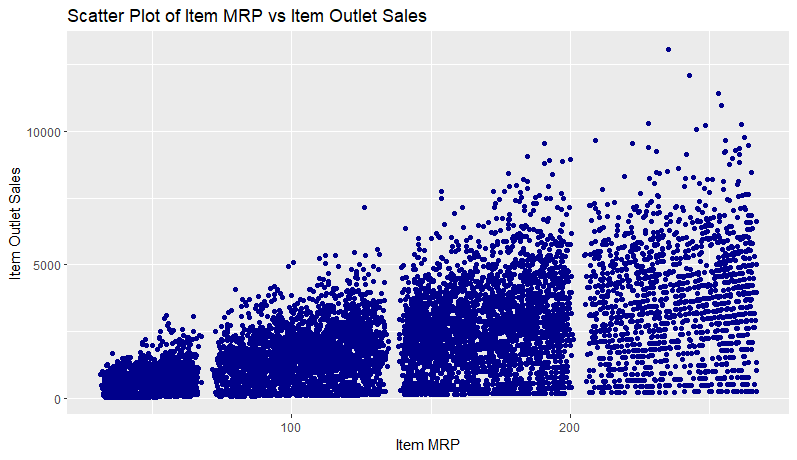 Scatter Plot of Item MRP vs Item Outlet Sales
Item Outlet Sales
10000
5000
0
100
200
Item MRP